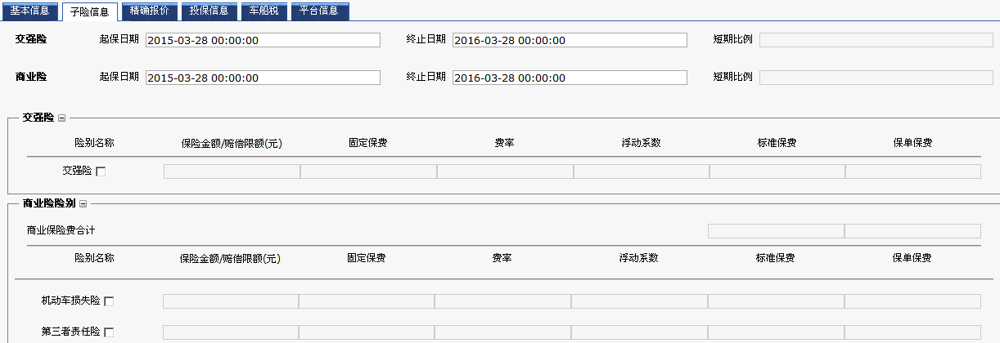 基本信息 子险信息 精确报价 投保信息 车船税 平台信息
交强险 起保日期 2015-03-28 00:00:00 终止日期 2016-03-28 00:00:00 短期比例
商业险 起保日期 2015-03-28 00:00:00 终止日期 2016-03-28 00:00:00 短期比例
交强险
险别名称 保险金额/赔偿限额(元) 固定保费 费率 浮动系数 标准保费 保单保费
交强险
商业险险别
商业保险费合计
险别名称 保险金额/赔偿限额(元) 固定保费 费率 浮动系数 标准保费 保单保费
机动车损失险
第三者责任险